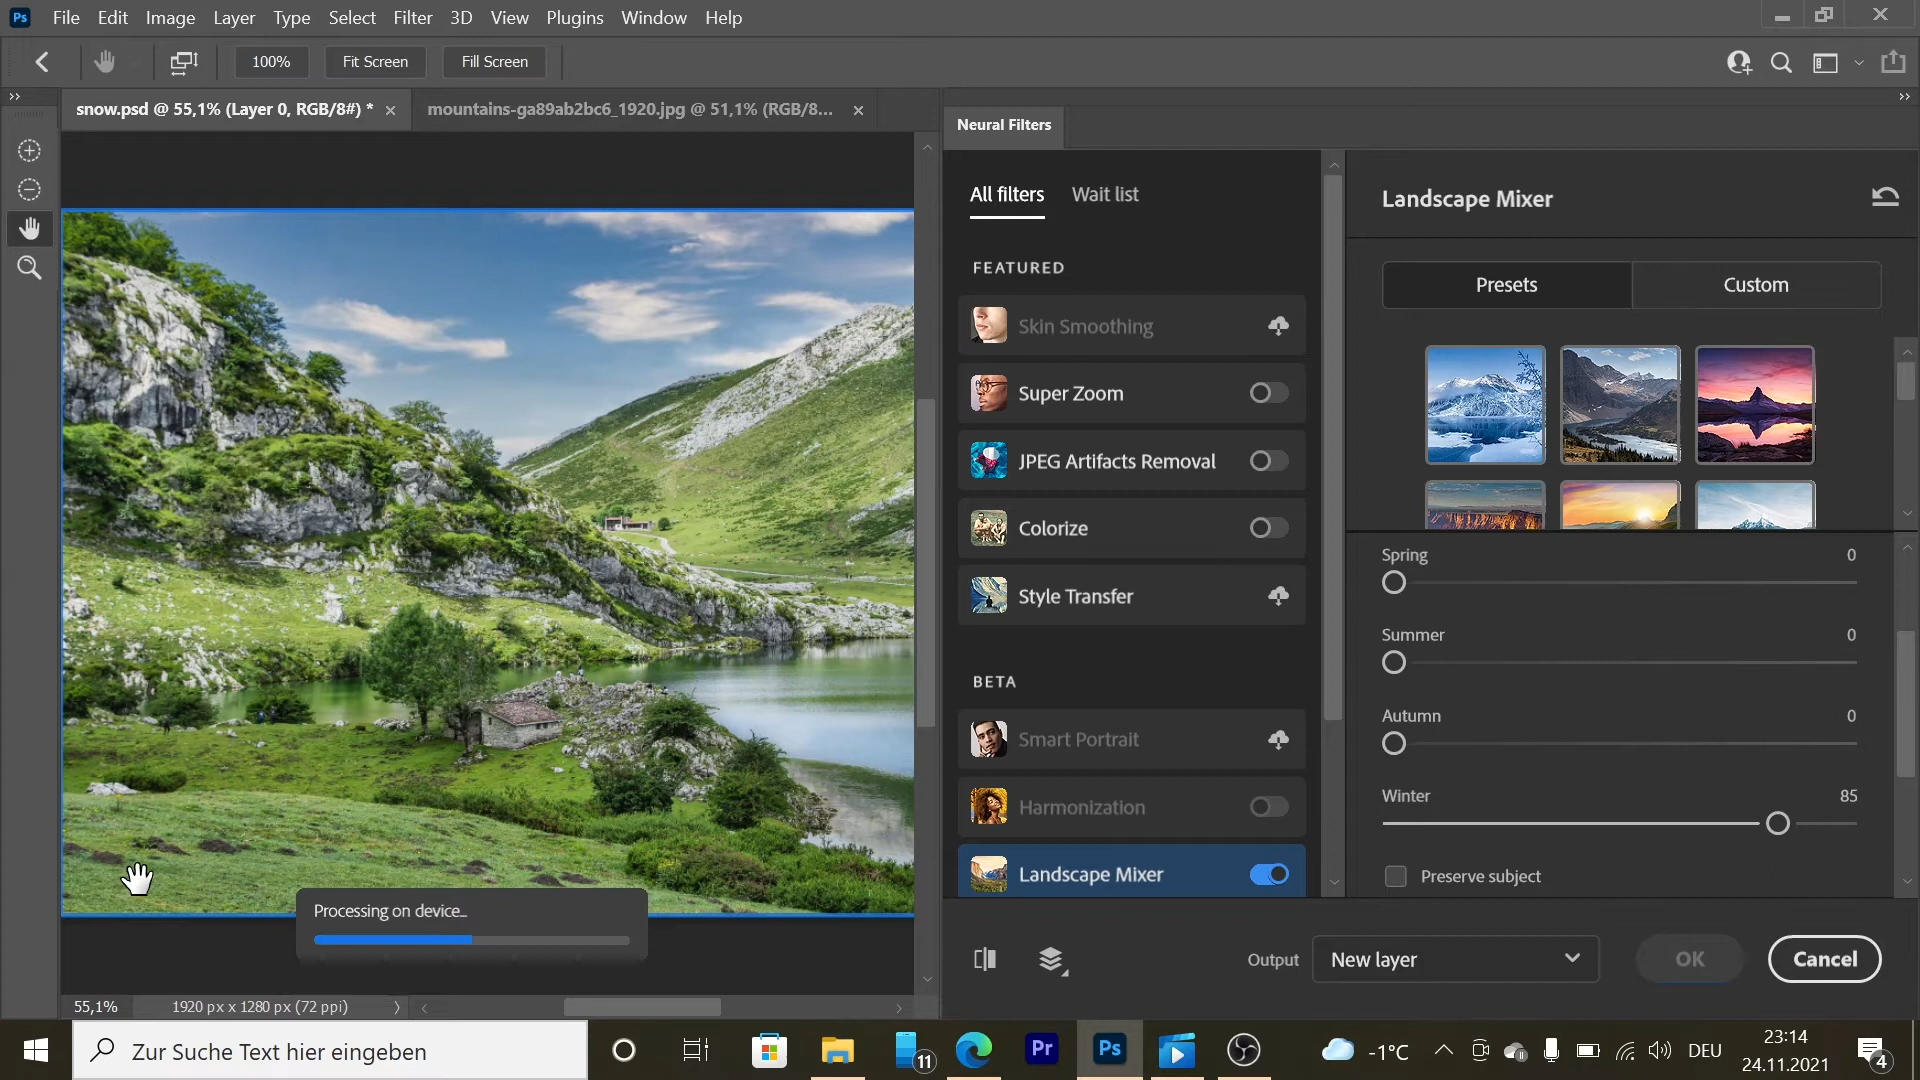 Ps File Edit Image Layer Type Select Filter 3D View Plugins Window Help
100% Fit Screen Fill Screen
snow.psd @ 55,1% (Layer 0, RGB/8#) *
mountains-ga89ab2bc6_1920.jpg @ 51,1% (RGB/8...
Neural Filters
All filters Wait list
FEATURED
Skin Smoothing
Super Zoom
JPEG Artifacts Removal
Colorize
Style Transfer
BETA
Smart Portrait
Harmonization
Landscape Mixer
Landscape Mixer
Presets Custom
Spring 0
Summer 0
Autumn 0
Winter 85
Preserve subject
Processing on device...
Output New layer OK Cancel
55,1% 1920 px x 1280 px (72 ppi)
Zur Suche Text hier eingeben
11
Pr
Ps
-1°C
DEU
23:14
24.11.2021
4